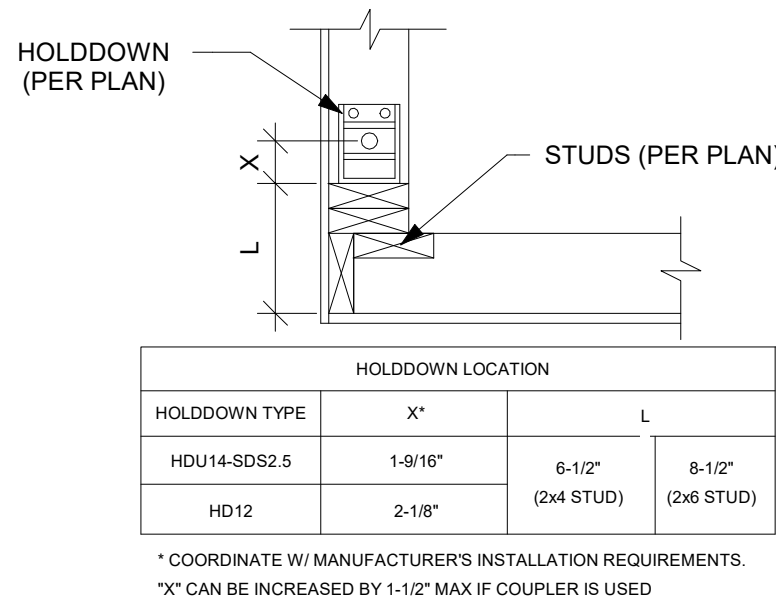 HOLDDOWN
(PER PLAN)
STUDS (PER PLAN)
X
L
HOLDDOWN LOCATION
HOLDDOWN TYPE X* L
HDU14-SDS2.5 1-9/16" 6-1/2" 8-1/2"
(2x4 STUD) (2x6 STUD)
HD12 2-1/8"
* COORDINATE W/ MANUFACTURER'S INSTALLATION REQUIREMENTS.
"X" CAN BE INCREASED BY 1-1/2" MAX IF COUPLER IS USED